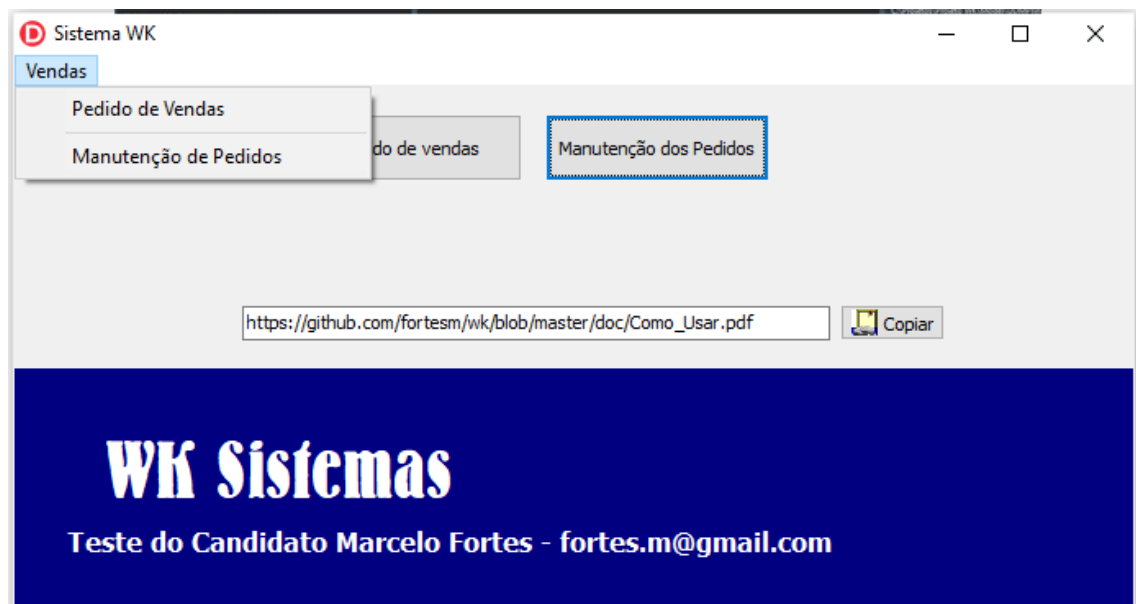 Sistema WK
Vendas
Pedido de Vendas
Manutenção de Pedidos
do de vendas
Manutenção dos Pedidos
https://github.com/fortesm/wk/blob/master/doc/Como_Usar.pdf
Copiar
WK Sistemas
Teste do Candidato Marcelo Fortes - fortes.m@gmail.com